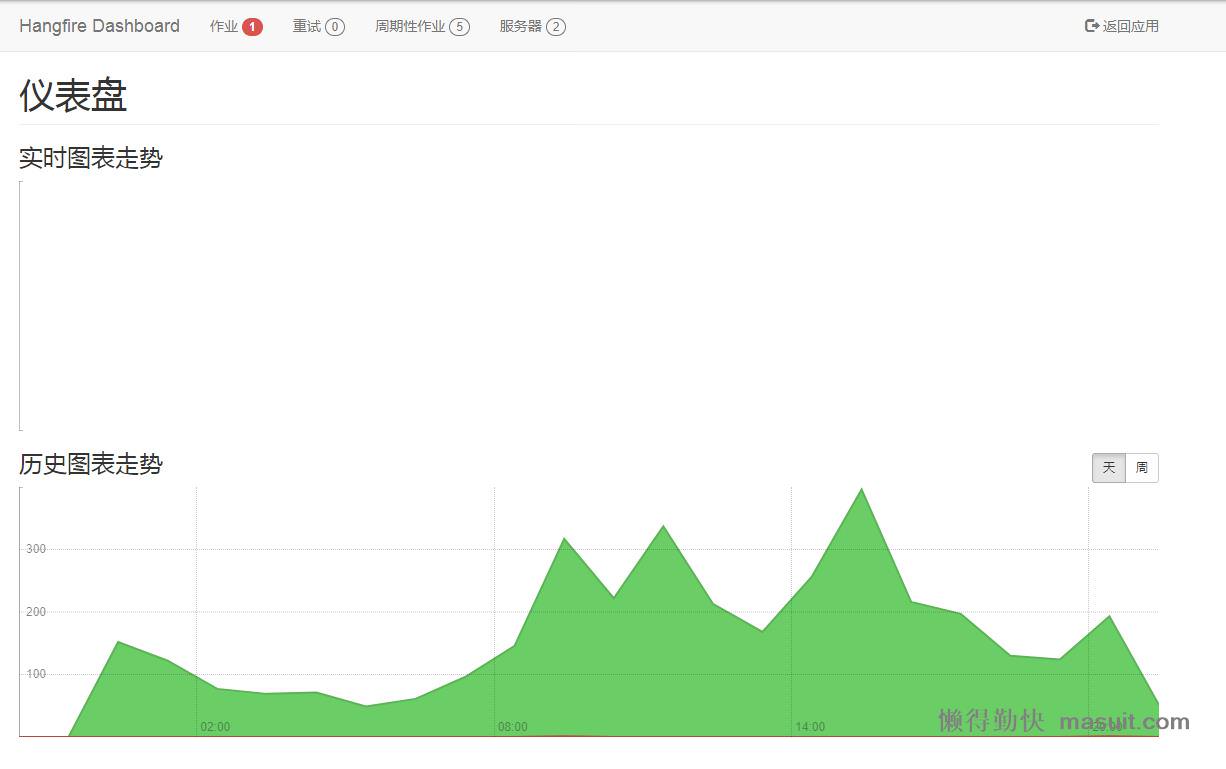 Hangfire Dashboard 作业 1 重试 0 周期性作业 5 服务器 2 返回应用
仪表盘
实时图表走势
历史图表走势 天 周
300
200
100
02:00 08:00 14:00 20:00
懒得勤快 masuit.com